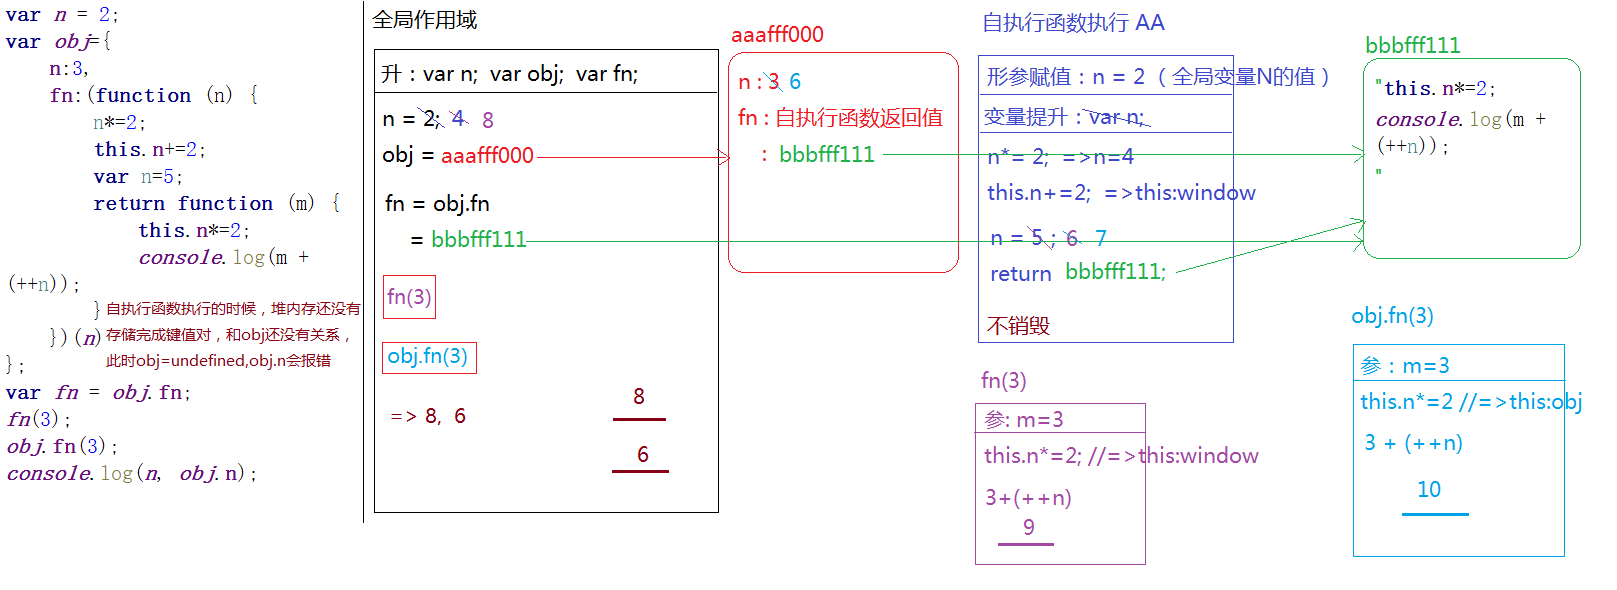 var n = 2;
var obj={
n:3,
fn:(function (n) {
n*=2;
this.n+=2;
var n=5;
return function (m) {
this.n*=2;
console.log(m +
(++n));
}
})(n)
};
var fn = obj.fn;
fn(3);
obj.fn(3);
console.log(n, obj.n);
自执行函数执行的时候，堆内存还没有
存储完成键值对，和obj还没有关系，
此时obj=undefined,obj.n会报错
全局作用域
升：var n; var obj; var fn;
n = 2; 4 8
obj = aaafff000
fn = obj.fn
= bbbfff111
fn(3)
obj.fn(3)
=> 8, 6
8
6
aaafff000
n : 3 6
fn : 自执行函数返回值
: bbbfff111
自执行函数执行 AA
形参赋值：n = 2（全局变量N的值）
变量提升：var n;
n*= 2; =>n=4
this.n+=2; =>this:window
n = 5 ; 6 7
return bbbfff111;
不销毁
fn(3)
参: m=3
this.n*=2; //=>this:window
3+(++n)
9
bbbfff111
"this.n*=2;
console.log(m +
(++n));
"
obj.fn(3)
参：m=3
this.n*=2 //=>this:obj
3 + (++n)
10